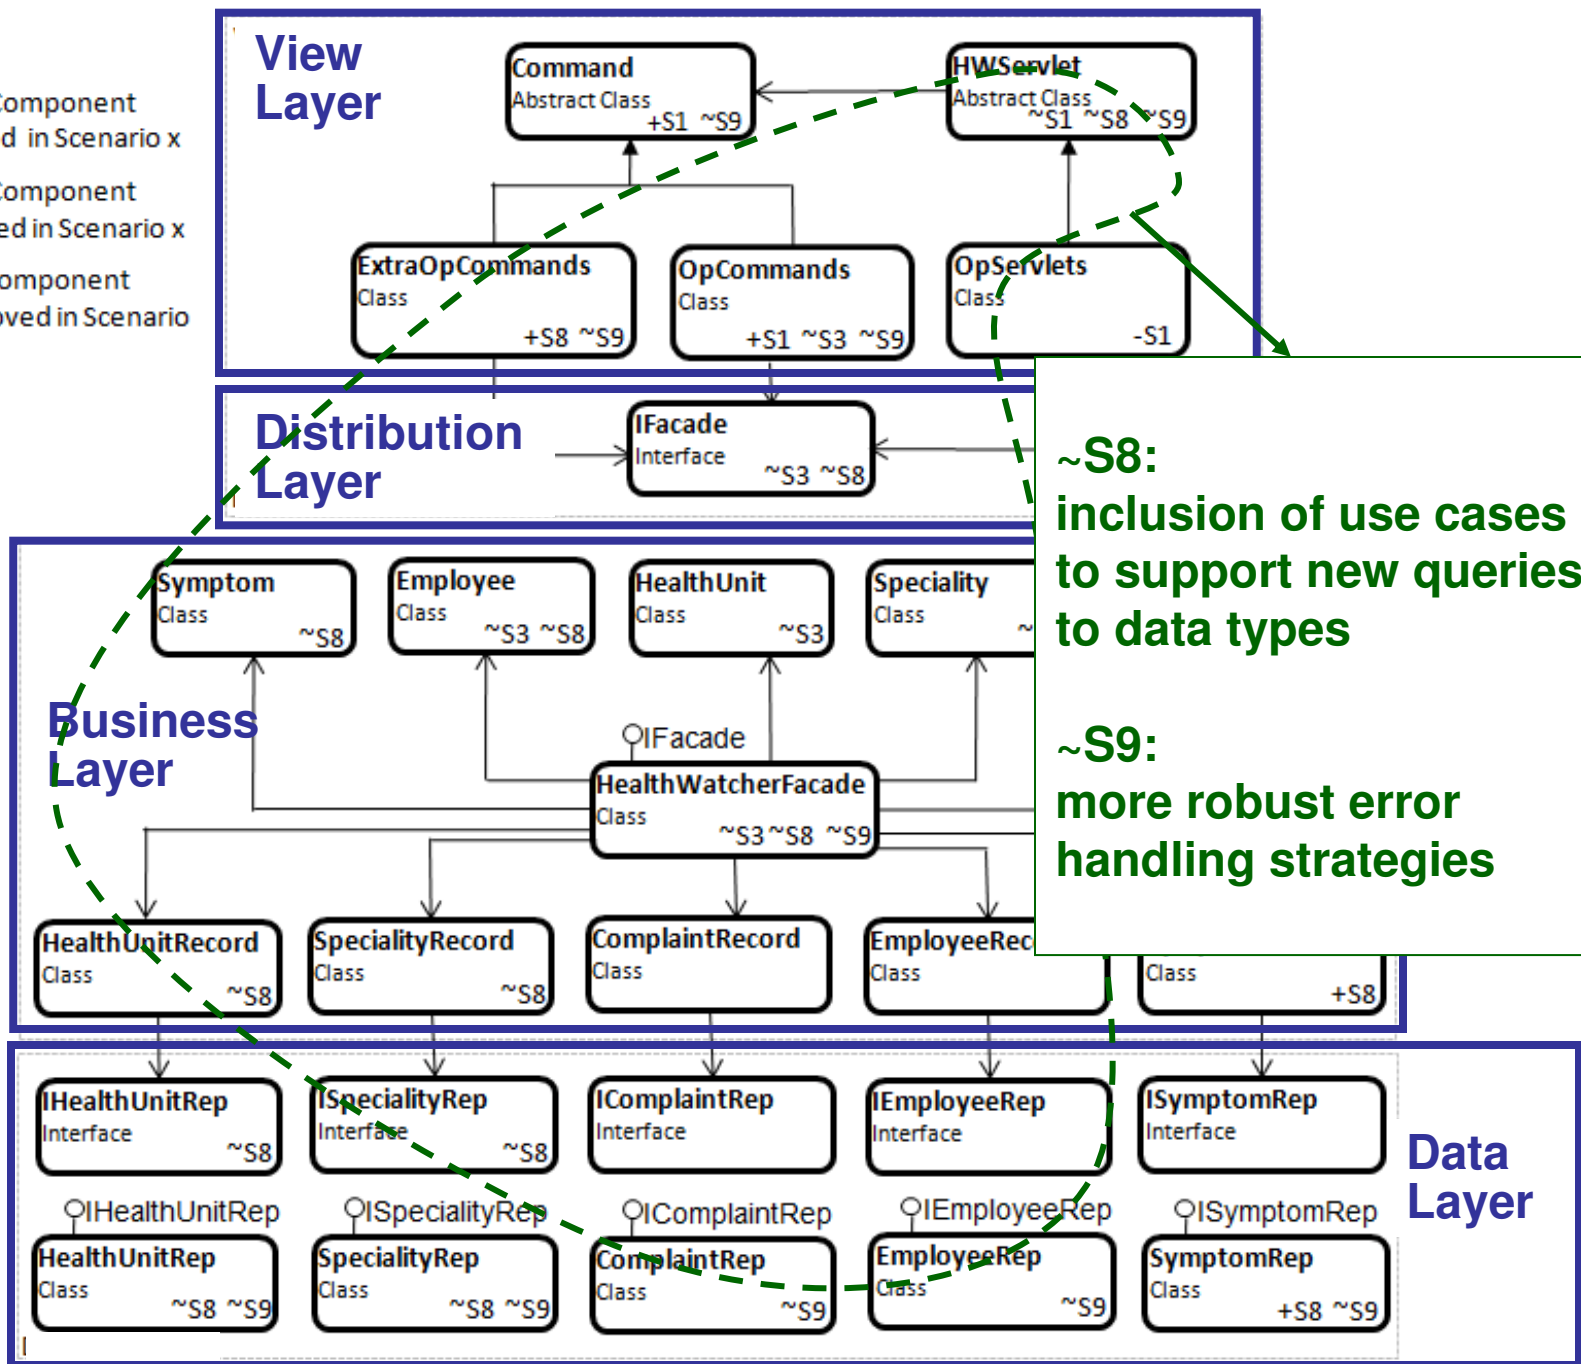 View
Layer
Component
d in Scenario x
Component
ed in Scenario x
omponent
oved in Scenario
Command
Abstract Class
+S1 ~S9
HWServlet
Abstract Class
~S1 ~S8 ~S9
ExtraOpCommands
Class
+S8 ~S9
OpCommands
Class
+S1 ~S3 ~S9
OpServlets
Class
-S1
Distribution
Layer
IFacade
Interface
~S3 ~S8
~S8:
inclusion of use cases
to support new queries
to data types
~S9:
more robust error
handling strategies
Business
Layer
Symptom
Class
~S8
Employee
Class
~S3 ~S8
HealthUnit
Class
~S3
Speciality
Class
~
IFacade
HealthWatcherFacade
Class
~S3 ~S8 ~S9
HealthUnitRecord
Class
~S8
SpecialityRecord
Class
~S8
ComplaintRecord
Class
EmployeeRec
Class
Class
+S8
Data
Layer
IHealthUnitRep
Interface
~S8
ISpecialityRep
Interface
~S8
IComplaintRep
Interface
IEmployeeRep
Interface
ISymptomRep
Interface
IHealthUnitRep
HealthUnitRep
Class
~S8 ~S9
ISpecialityRep
SpecialityRep
Class
~S8 ~S9
IComplaintRep
ComplaintRep
Class
~S9
IEmployeeRep
EmployeeRep
Class
~S9
ISymptomRep
SymptomRep
Class
+S8 ~S9